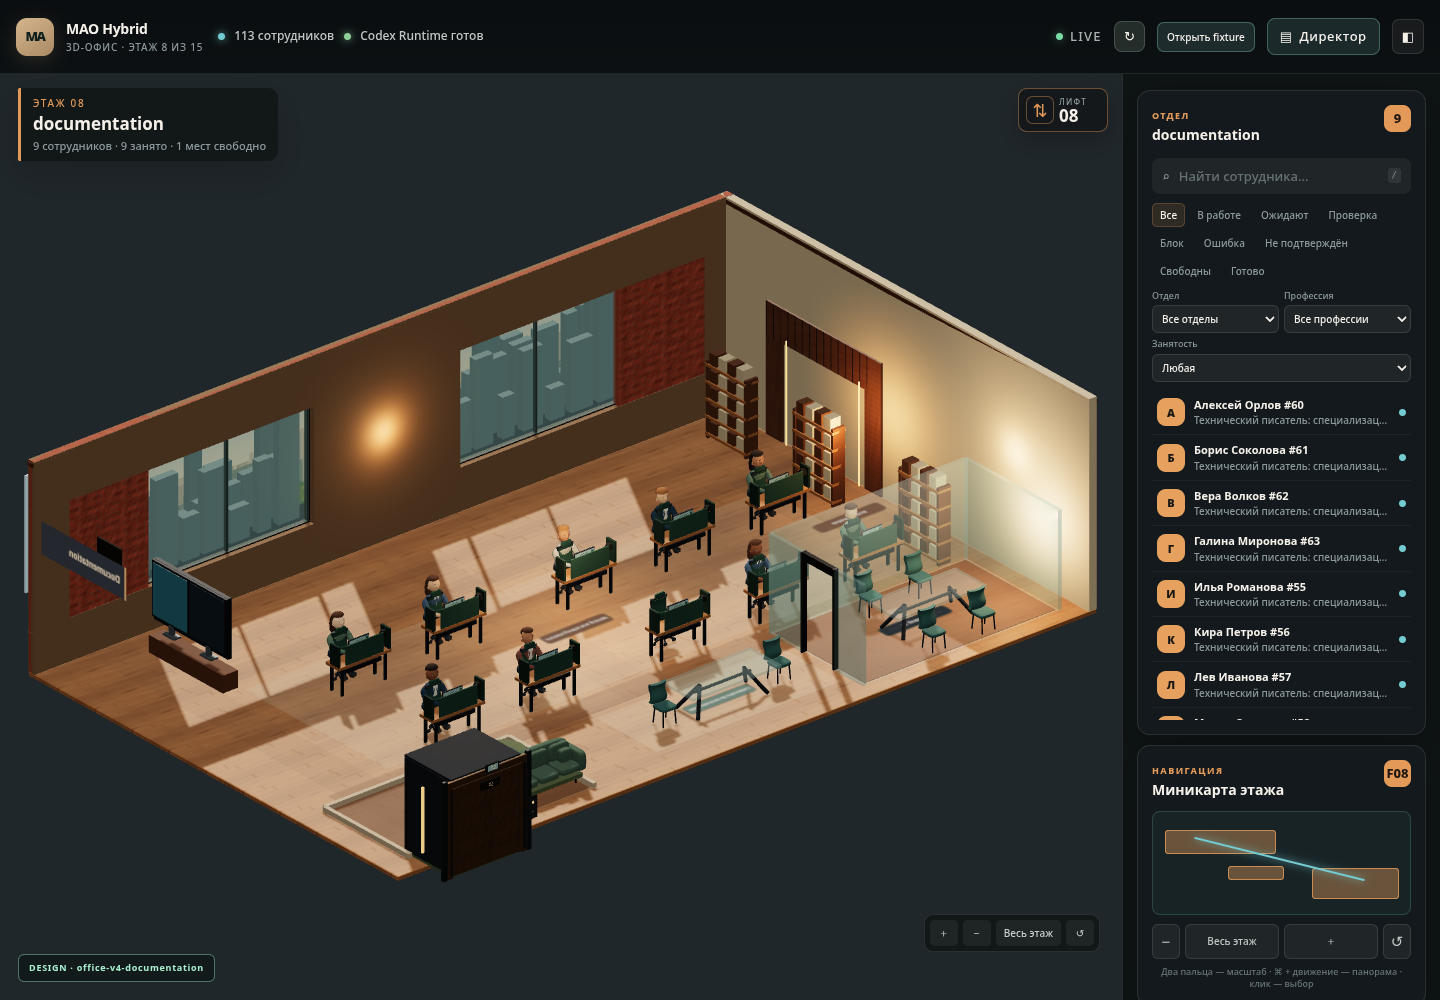 MA
MAO Hybrid
3D-ОФИС · ЭТАЖ 8 ИЗ 15
113 сотрудников
Codex Runtime готов
LIVE
Открыть fixture
Директор
ЭТАЖ 08
documentation
9 сотрудников · 9 занято · 1 мест свободно
ЛИФТ
08
Documentation
+
−
Весь этаж
↺
DESIGN · office-v4-documentation
ОТДЕЛ
documentation
9
Найти сотрудника...
/
Все
В работе
Ожидают
Проверка
Блок
Ошибка
Не подтверждён
Свободны
Готово
Отдел
Профессия
Все отделы
Все профессии
Занятость
Любая
А
Алексей Орлов #60
Технический писатель: специализац...
Б
Борис Соколова #61
Технический писатель: специализац...
В
Вера Волков #62
Технический писатель: специализац...
Г
Галина Миронова #63
Технический писатель: специализац...
И
Илья Романова #55
Технический писатель: специализац...
К
Кира Петров #56
Технический писатель: специализац...
Л
Лев Иванова #57
Технический писатель: специализац...
НАВИГАЦИЯ
Миникарта этажа
F08
−
Весь этаж
+
↺
Два пальца — масштаб · ⌘ + движение — панорама ·
клик — выбор